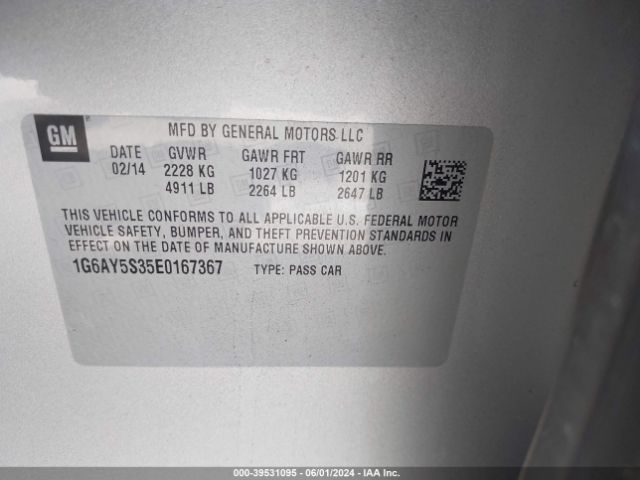 GM
MFD BY GENERAL MOTORS LLC
DATE GVWR GAWR FRT GAWR RR
02/14 2228 KG 1027 KG 1201 KG
4911 LB 2264 LB 2647 LB
THIS VEHICLE CONFORMS TO ALL APPLICABLE U.S. FEDERAL MOTOR
VEHICLE SAFETY, BUMPER, AND THEFT PREVENTION STANDARDS IN
EFFECT ON THE DATE OF MANUFACTURE SHOWN ABOVE.
1G6AY5S35E0167367 TYPE: PASS CAR
000-39531095 - 06/01/2024 - IAAI.COM